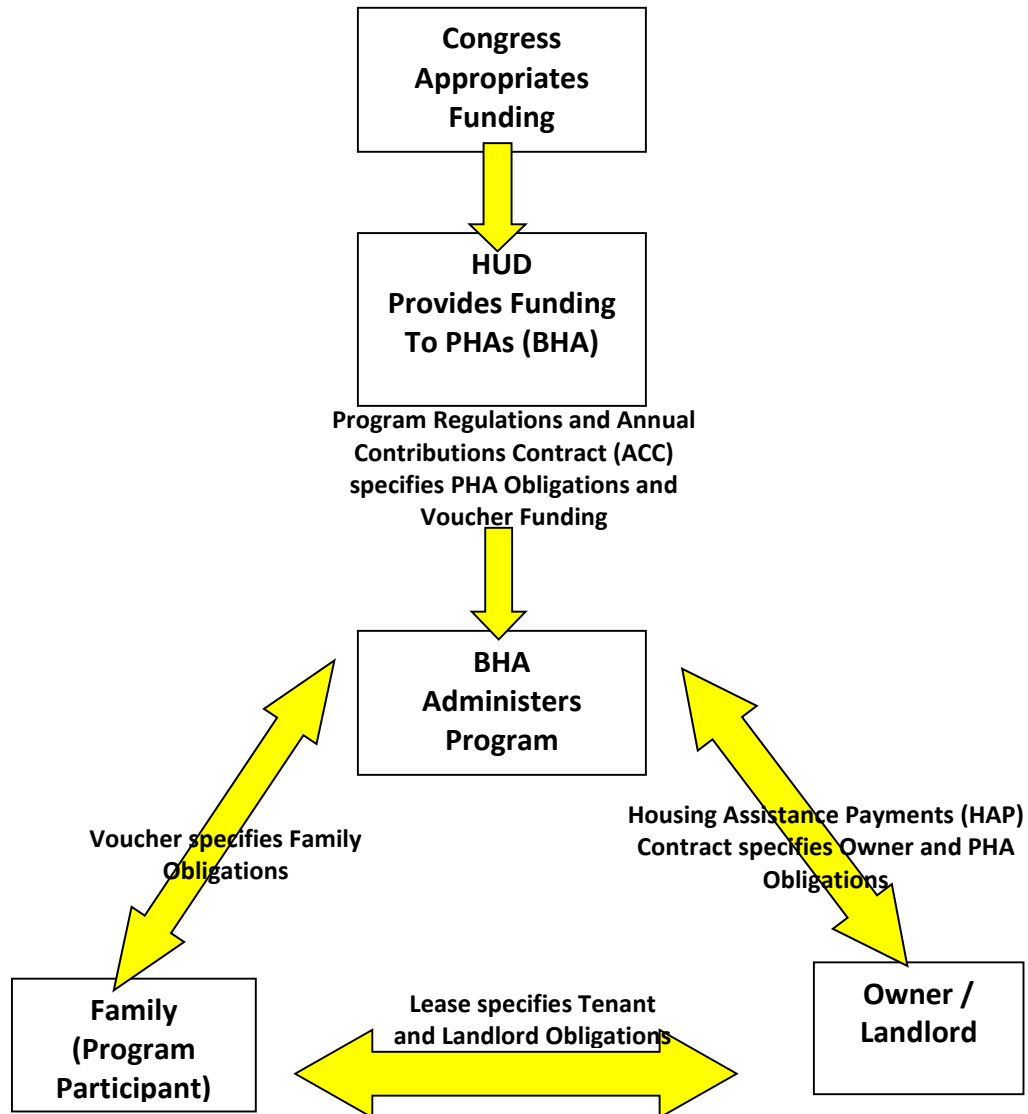 Congress
Appropriates
Funding
HUD
Provides Funding
To PHAs (BHA)
Program Regulations and Annual
Contributions Contract (ACC)
specifies PHA Obligations and
Voucher Funding
BHA
Administers
Program
Voucher specifies Family
Obligations
Housing Assistance Payments (HAP)
Contract specifies Owner and PHA
Obligations
Family
(Program
Participant)
Lease specifies Tenant
and Landlord Obligations
Owner /
Landlord